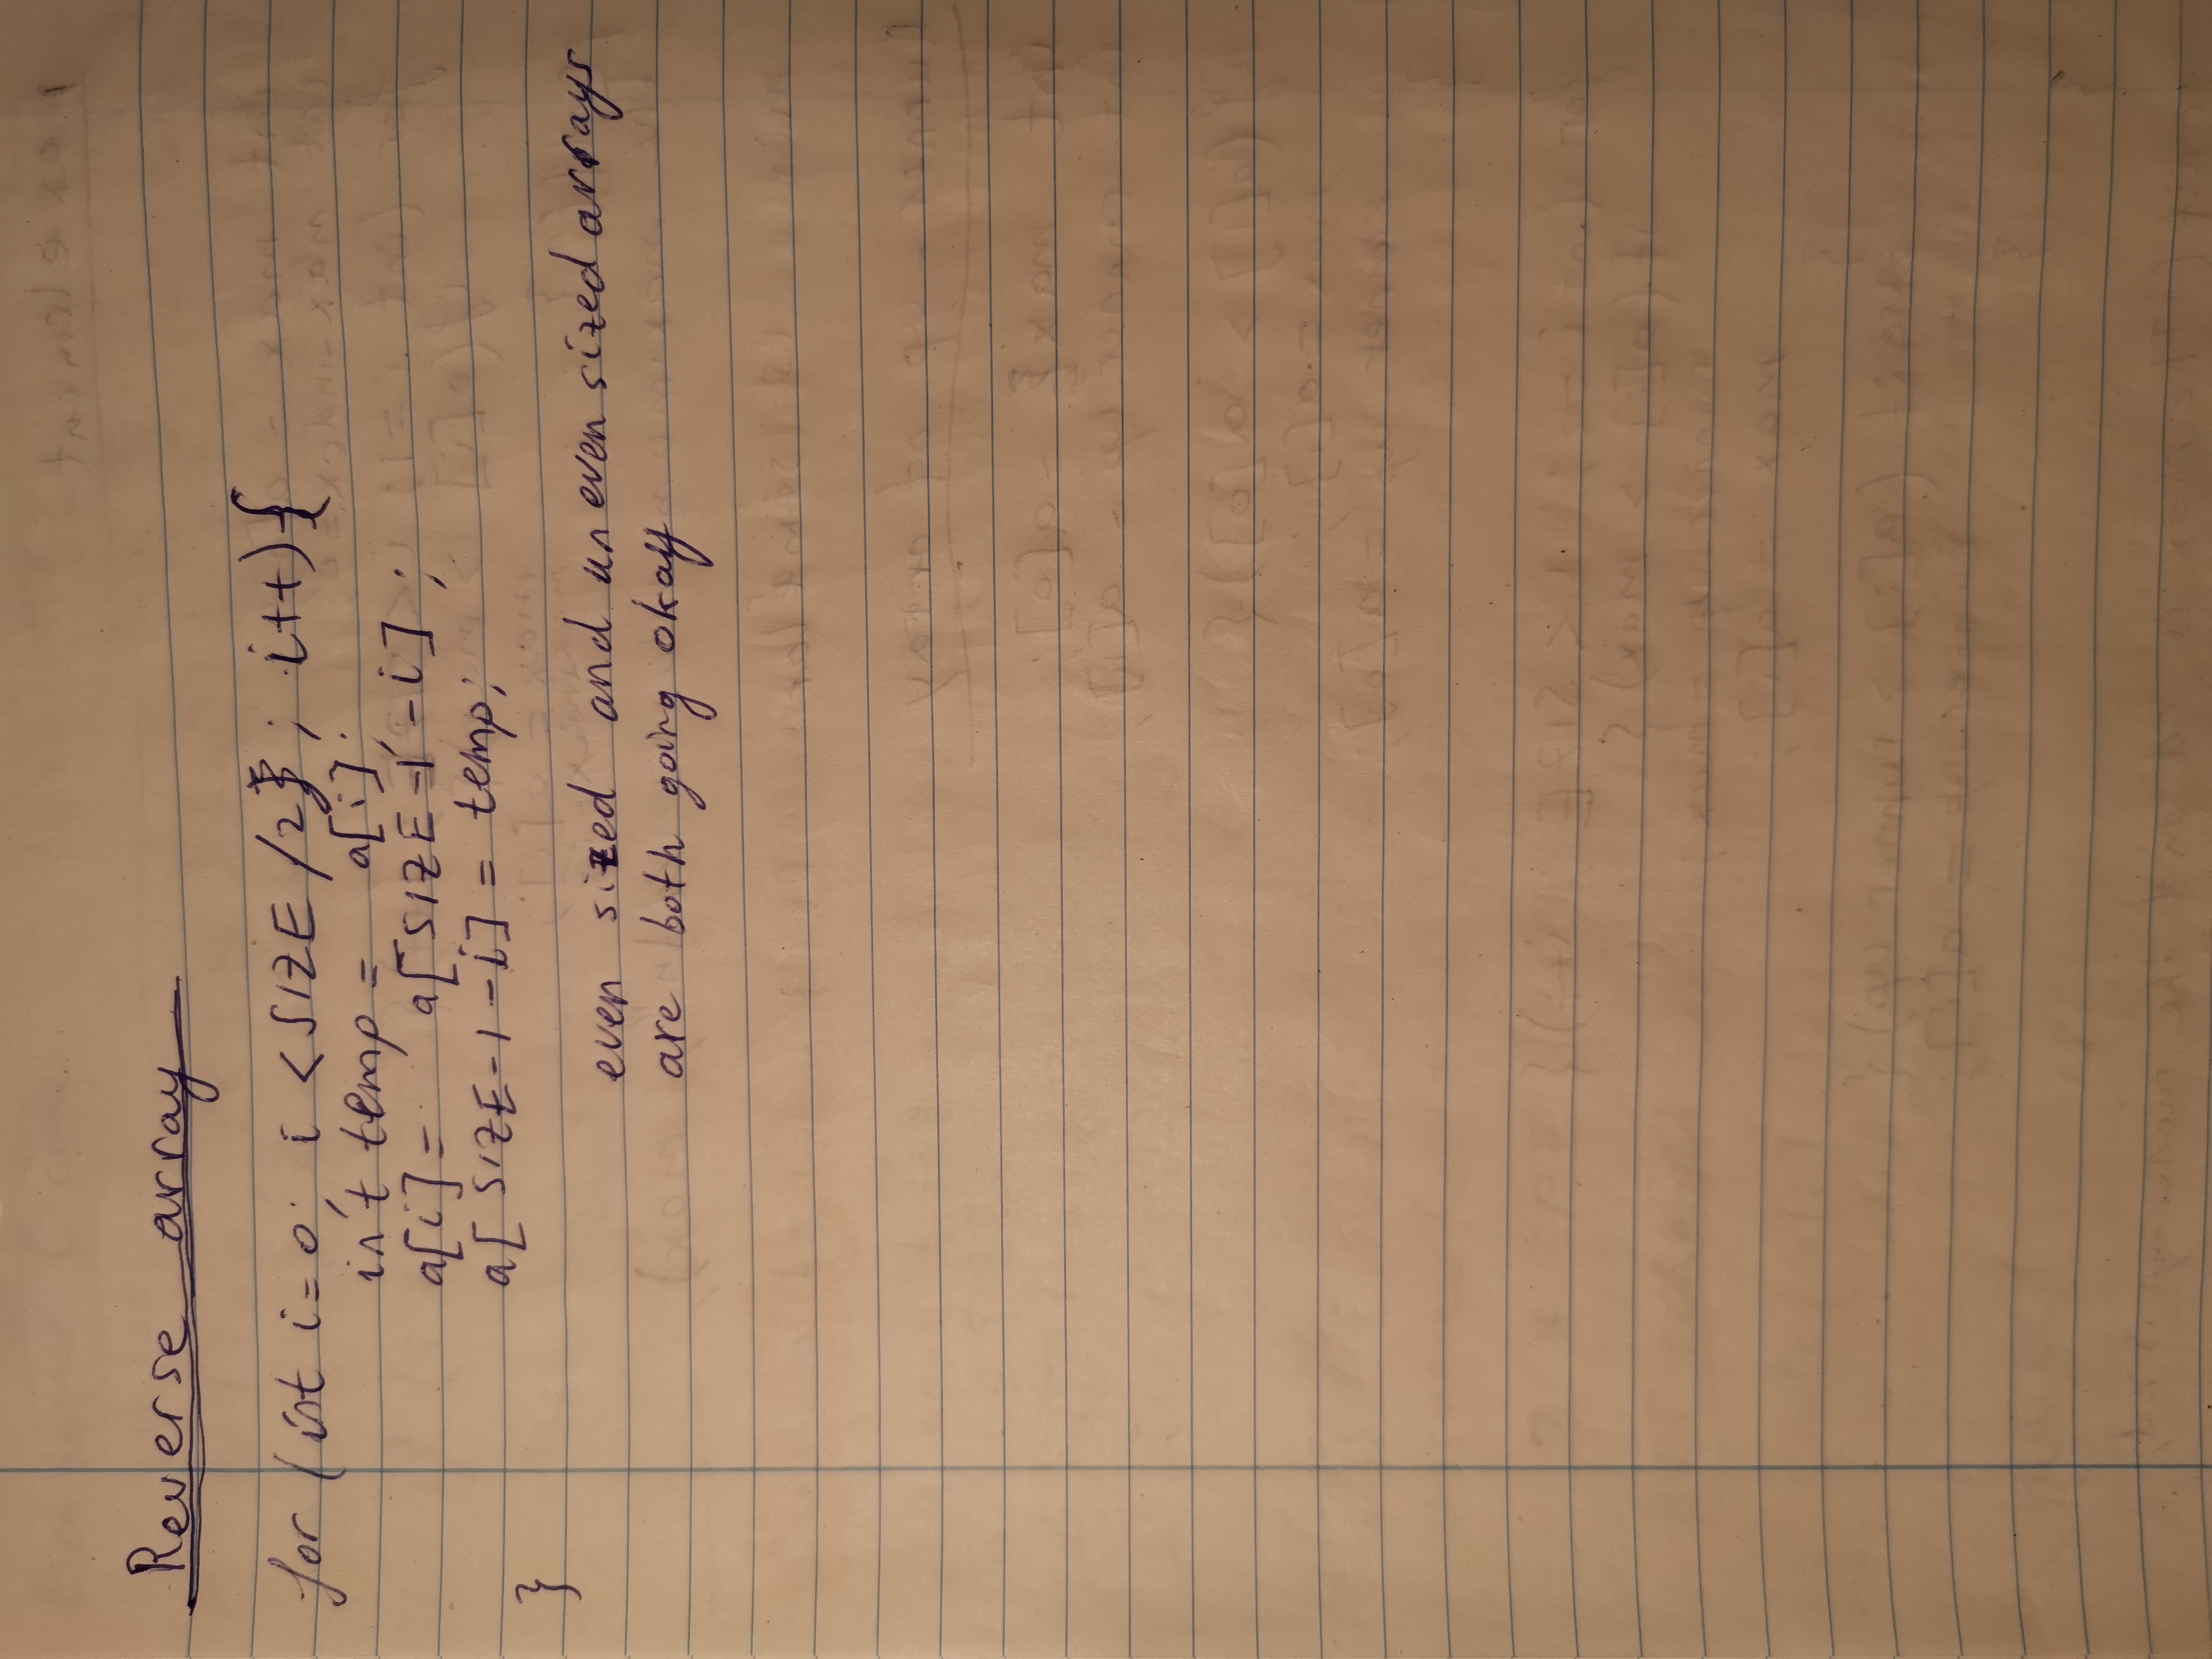 Reverse array
for (int i=0; i < SIZE /2 ; i++){
int temp = a[i];
a[i] = a[SIZE-1-i];
a[SIZE-1-i] = temp;
}
even sized and uneven sized arrays
are both going okay